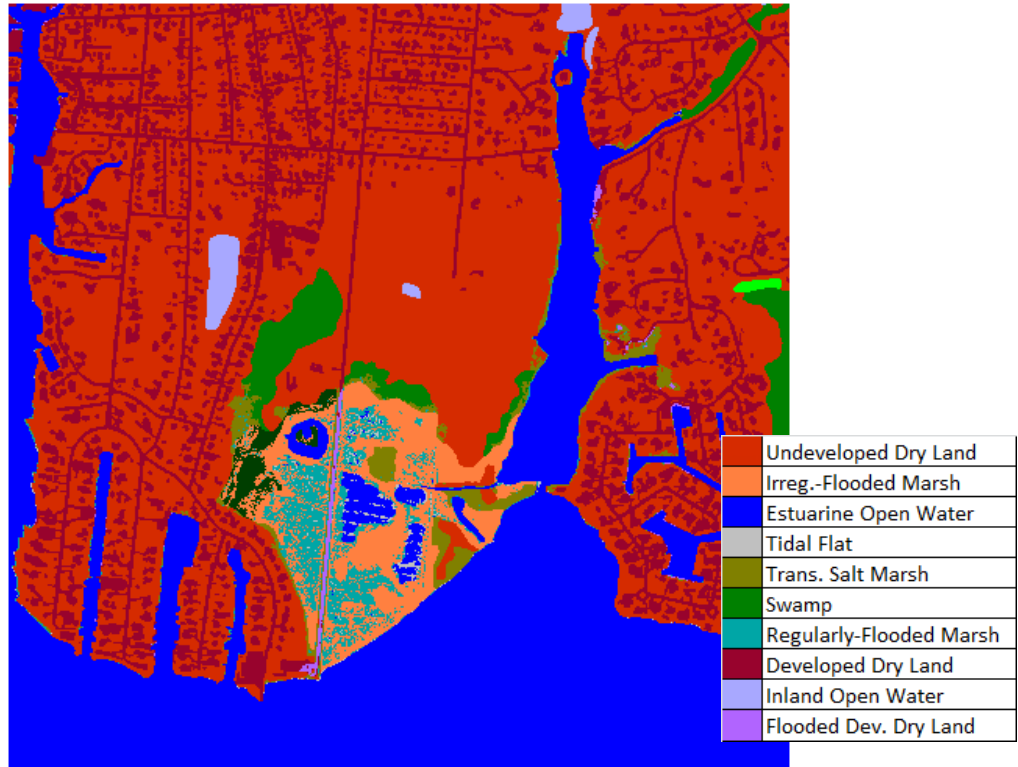 Undeveloped Dry Land
Irreg.-Flooded Marsh
Estuarine Open Water
Tidal Flat
Trans. Salt Marsh
Swamp
Regularly-Flooded Marsh
Developed Dry Land
Inland Open Water
Flooded Dev. Dry Land